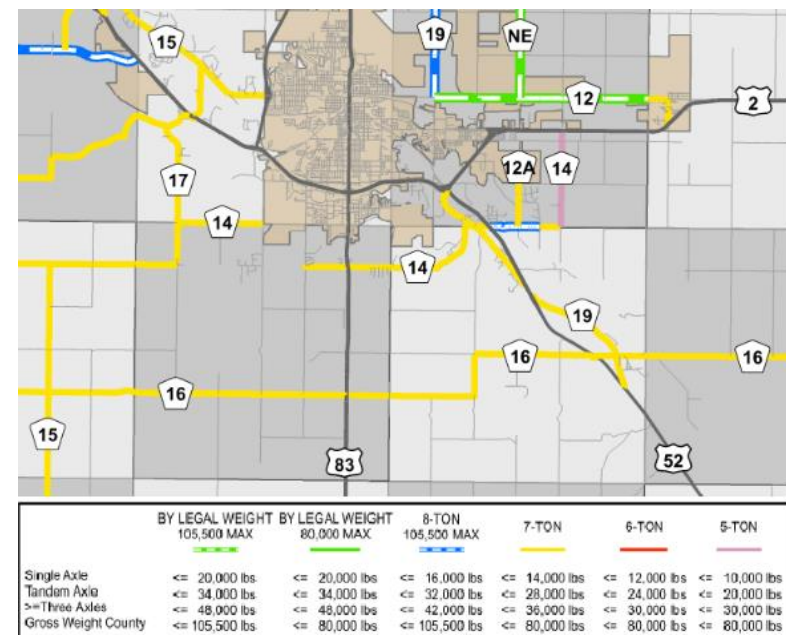 15
19
NE
12
2
17
12A
14
14
14
19
16
16
16
15
83
52
BY LEGAL WEIGHT BY LEGAL WEIGHT 8-TON
105,500 MAX 80,000 MAX 105,500 MAX 7-TON 6-TON 5-TON
Single Axle <= 20,000 lbs <= 20,000 lbs <= 16,000 lbs <= 14,000 lbs <= 12,000 lbs <= 10,000 lbs
Tandem Axle <= 34,000 lbs <= 34,000 lbs <= 32,000 lbs <= 28,000 lbs <= 24,000 lbs <= 20,000 lbs
>=Three Axles <= 48,000 lbs <= 48,000 lbs <= 42,000 lbs <= 36,000 lbs <= 30,000 lbs <= 30,000 lbs
Gross Weight County <= 105,500 lbs <= 80,000 lbs <= 105,500 lbs <= 80,000 lbs <= 80,000 lbs <= 80,000 lbs